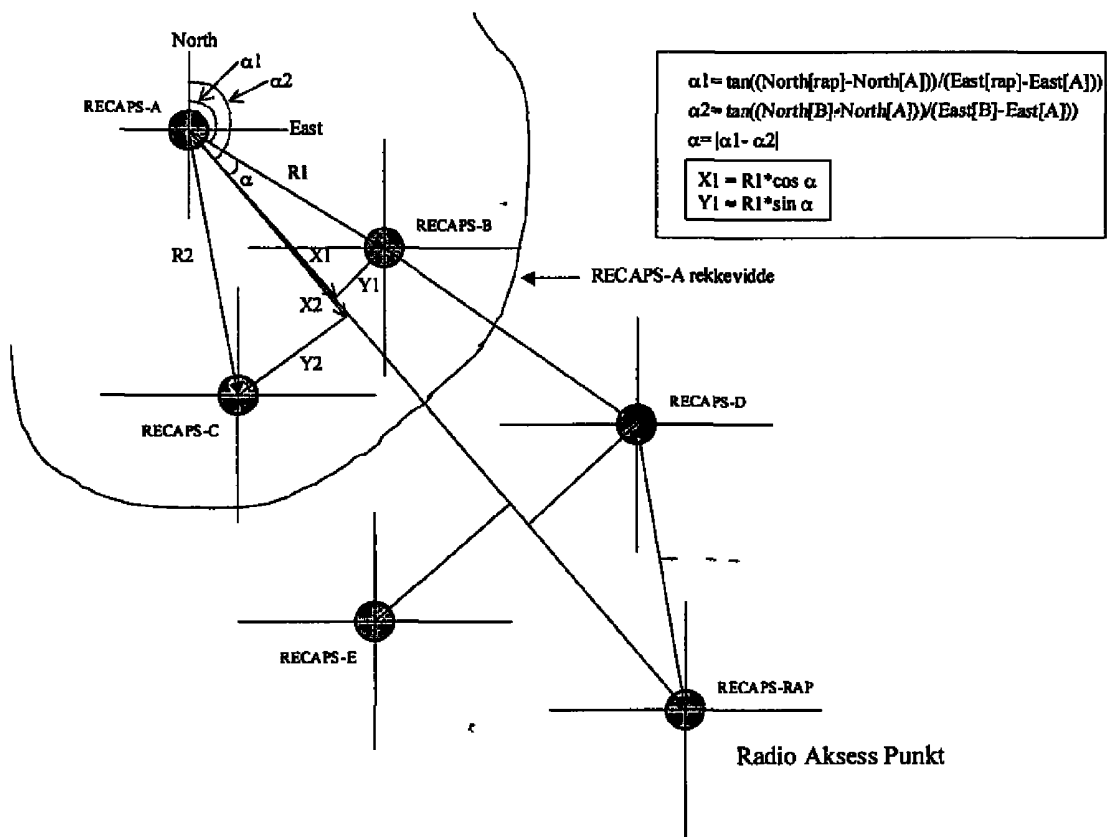 North
α1
α2
RECAPS-A
East
α
R1
R2
RECAPS-B
X1
Y1
X2
Y2
RECAPS-A rekkevidde
RECAPS-C
RECAPS-D
RECAPS-E
RECAPS-RAP
Radio Aksess Punkt
α1= tan((North[rap]-North[A]))/(East[rap]-East[A]))
α2= tan((North[B]-North[A]))/(East[B]-East[A]))
α=|α1- α2|
X1 = R1*cos α
Y1 = R1*sin α